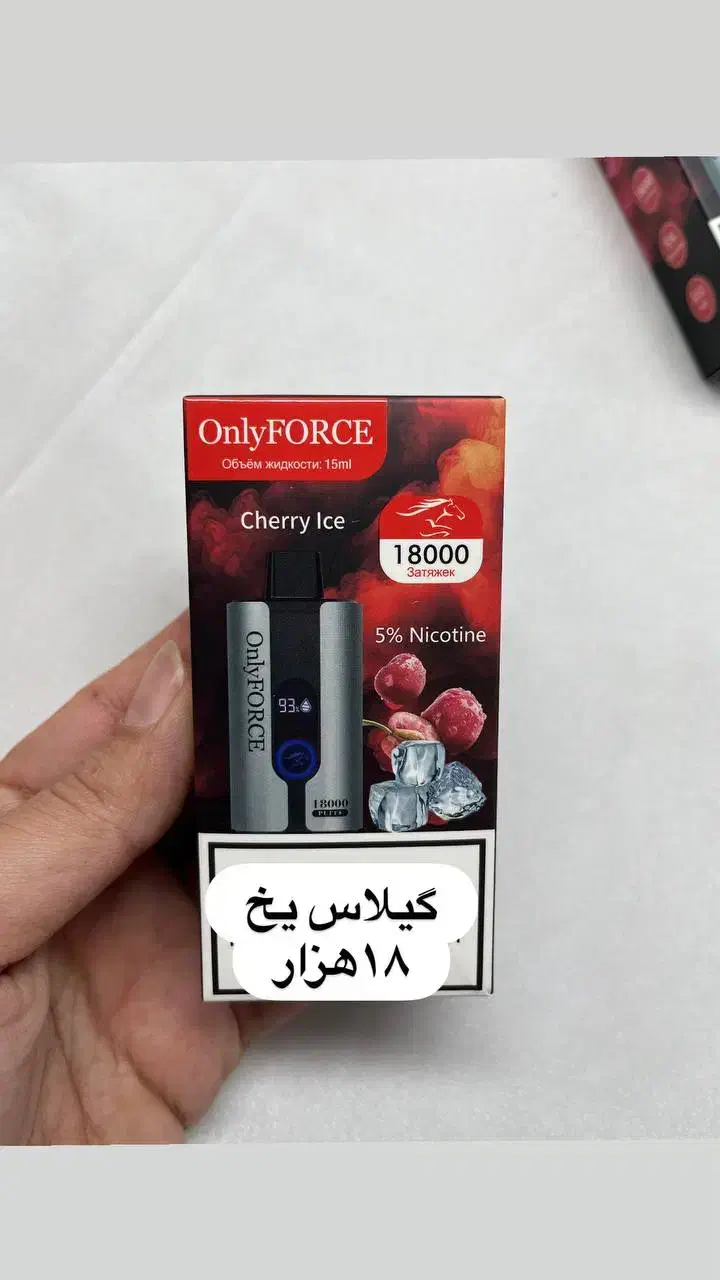 OnlyFORCE
Объём жидкости: 15ml
Cherry Ice
18000
Затяжек
5% Nicotine
OnlyFORCE
93%
18000
PUFFS
گیلاس یخ
۱۸هزار